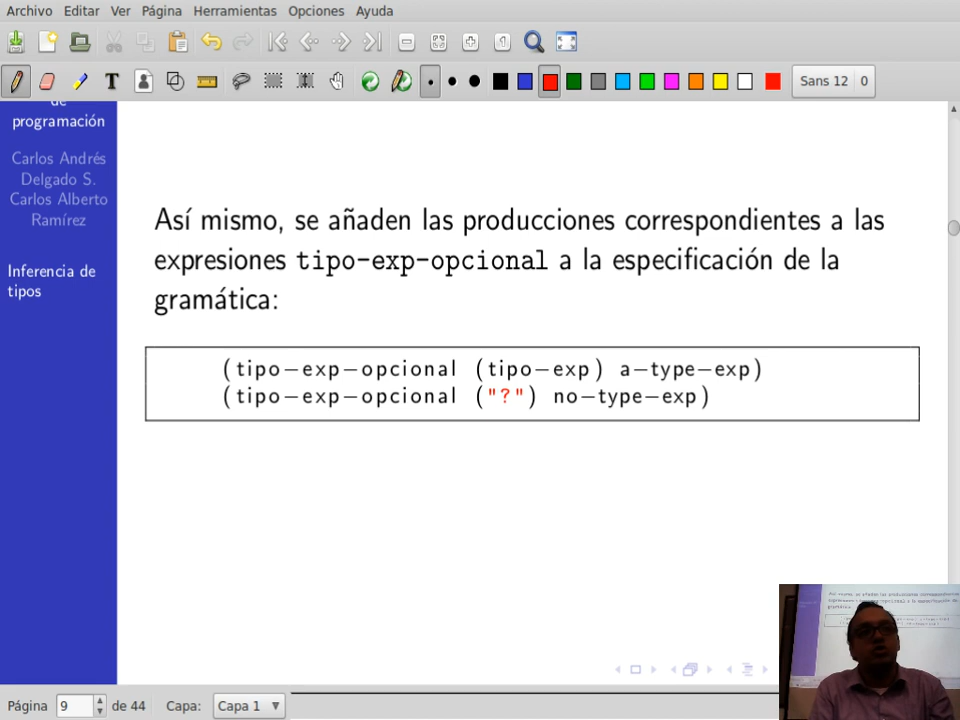 Archivo Editar Ver Página Herramientas Opciones Ayuda
T
Sans 12 0
de
programación
Carlos Andrés
Delgado S.
Carlos Alberto
Ramírez
Inferencia de
tipos
Así mismo, se añaden las producciones correspondientes a las
expresiones tipo-exp-opcional a la especificación de la
gramática:
(tipo-exp-opcional (tipo-exp) a-type-exp)
(tipo-exp-opcional ("?") no-type-exp)
Página 9 de 44 Capa: Capa 1